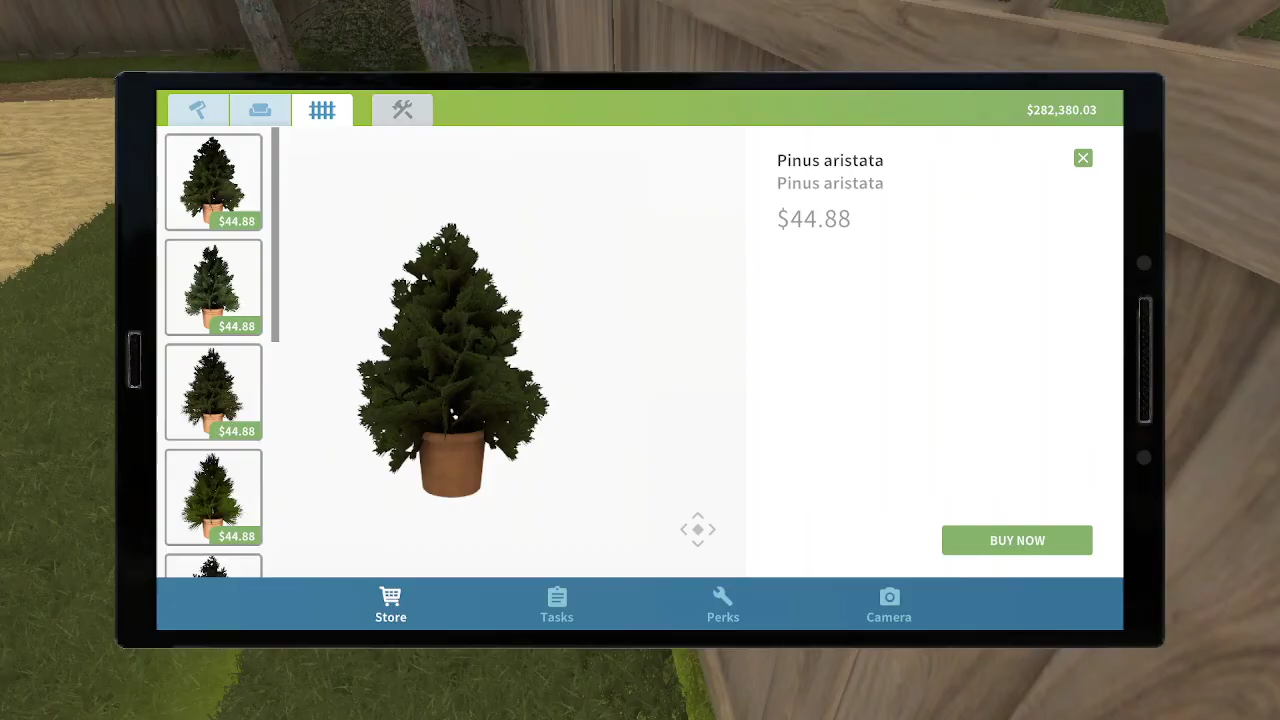 $282,380.03
$44.88
$44.88
$44.88
$44.88
Pinus aristata
Pinus aristata
$44.88
BUY NOW
Store
Tasks
Perks
Camera